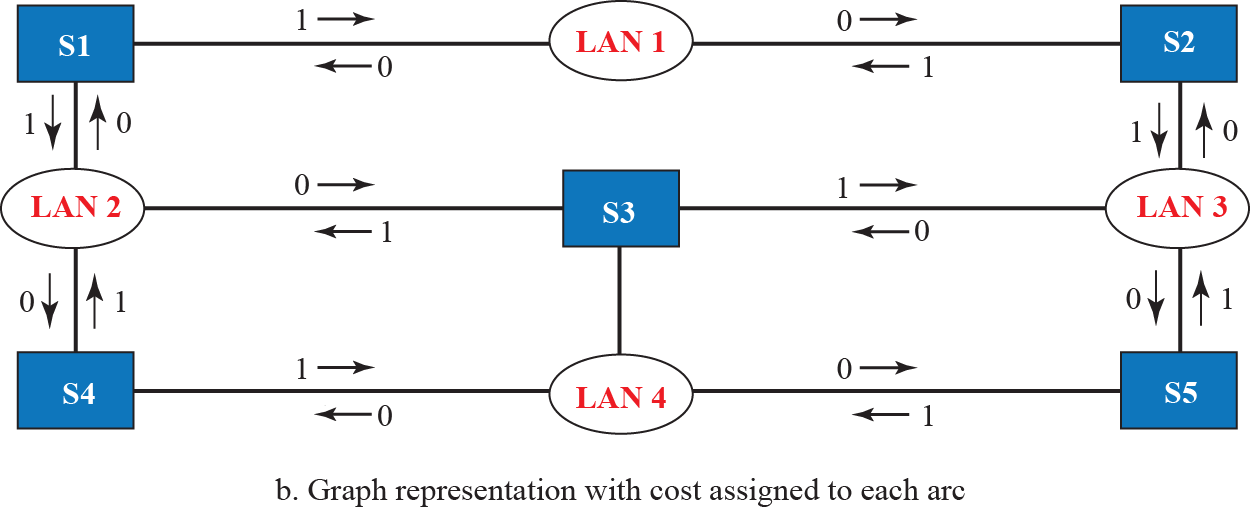 1 0
S1 LAN 1 S2
0 1
1 0 1 0
0 1
LAN 2 S3 LAN 3
1 0
0 1 0 1
1 0
S4 LAN 4 S5
0 1
b. Graph representation with cost assigned to each arc